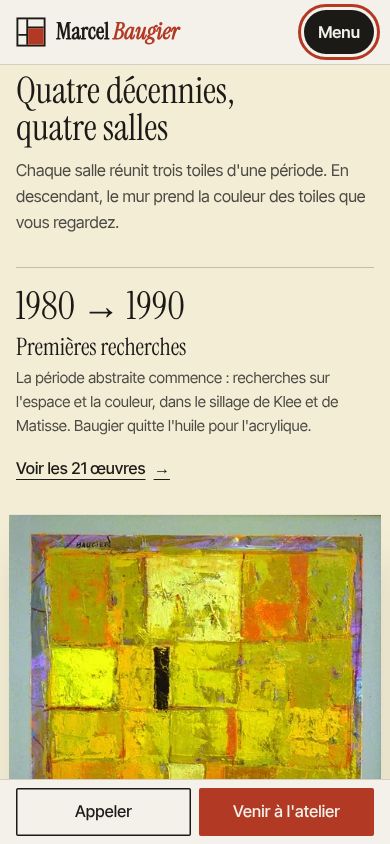 Marcel Baugier
Menu
Quatre décennies,
quatre salles
Chaque salle réunit trois toiles d'une période. En
descendant, le mur prend la couleur des toiles que
vous regardez.
1980 → 1990
Premières recherches
La période abstraite commence : recherches sur
l'espace et la couleur, dans le sillage de Klee et de
Matisse. Baugier quitte l'huile pour l'acrylique.
Voir les 21 œuvres →
BAUGIER
Appeler
Venir à l'atelier